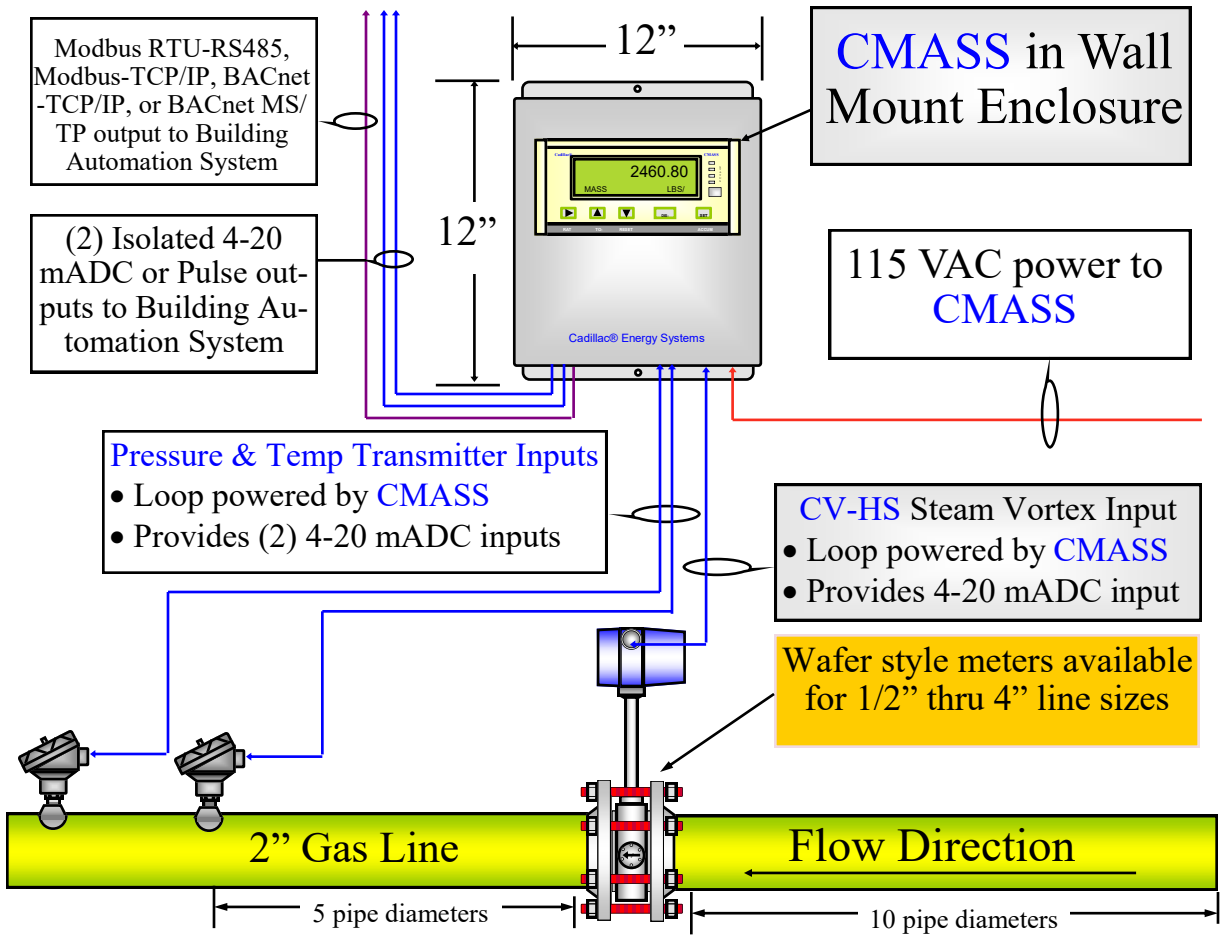 Modbus RTU-RS485,
Modbus-TCP/IP, BACnet
-TCP/IP, or BACnet MS/
TP output to Building
Automation System
12”
CMASS in Wall
Mount Enclosure
Cadillac®
CMASS
2460.80
MASS LBS/
12”
(2) Isolated 4-20
mADC or Pulse out-
puts to Building Au-
tomation System
115 VAC power to
CMASS
Cadillac® Energy Systems
Pressure & Temp Transmitter Inputs
• Loop powered by CMASS
• Provides (2) 4-20 mADC inputs
CV-HS Steam Vortex Input
• Loop powered by CMASS
• Provides 4-20 mADC input
Wafer style meters available
for 1/2” thru 4” line sizes
2” Gas Line
Flow Direction
5 pipe diameters
10 pipe diameters